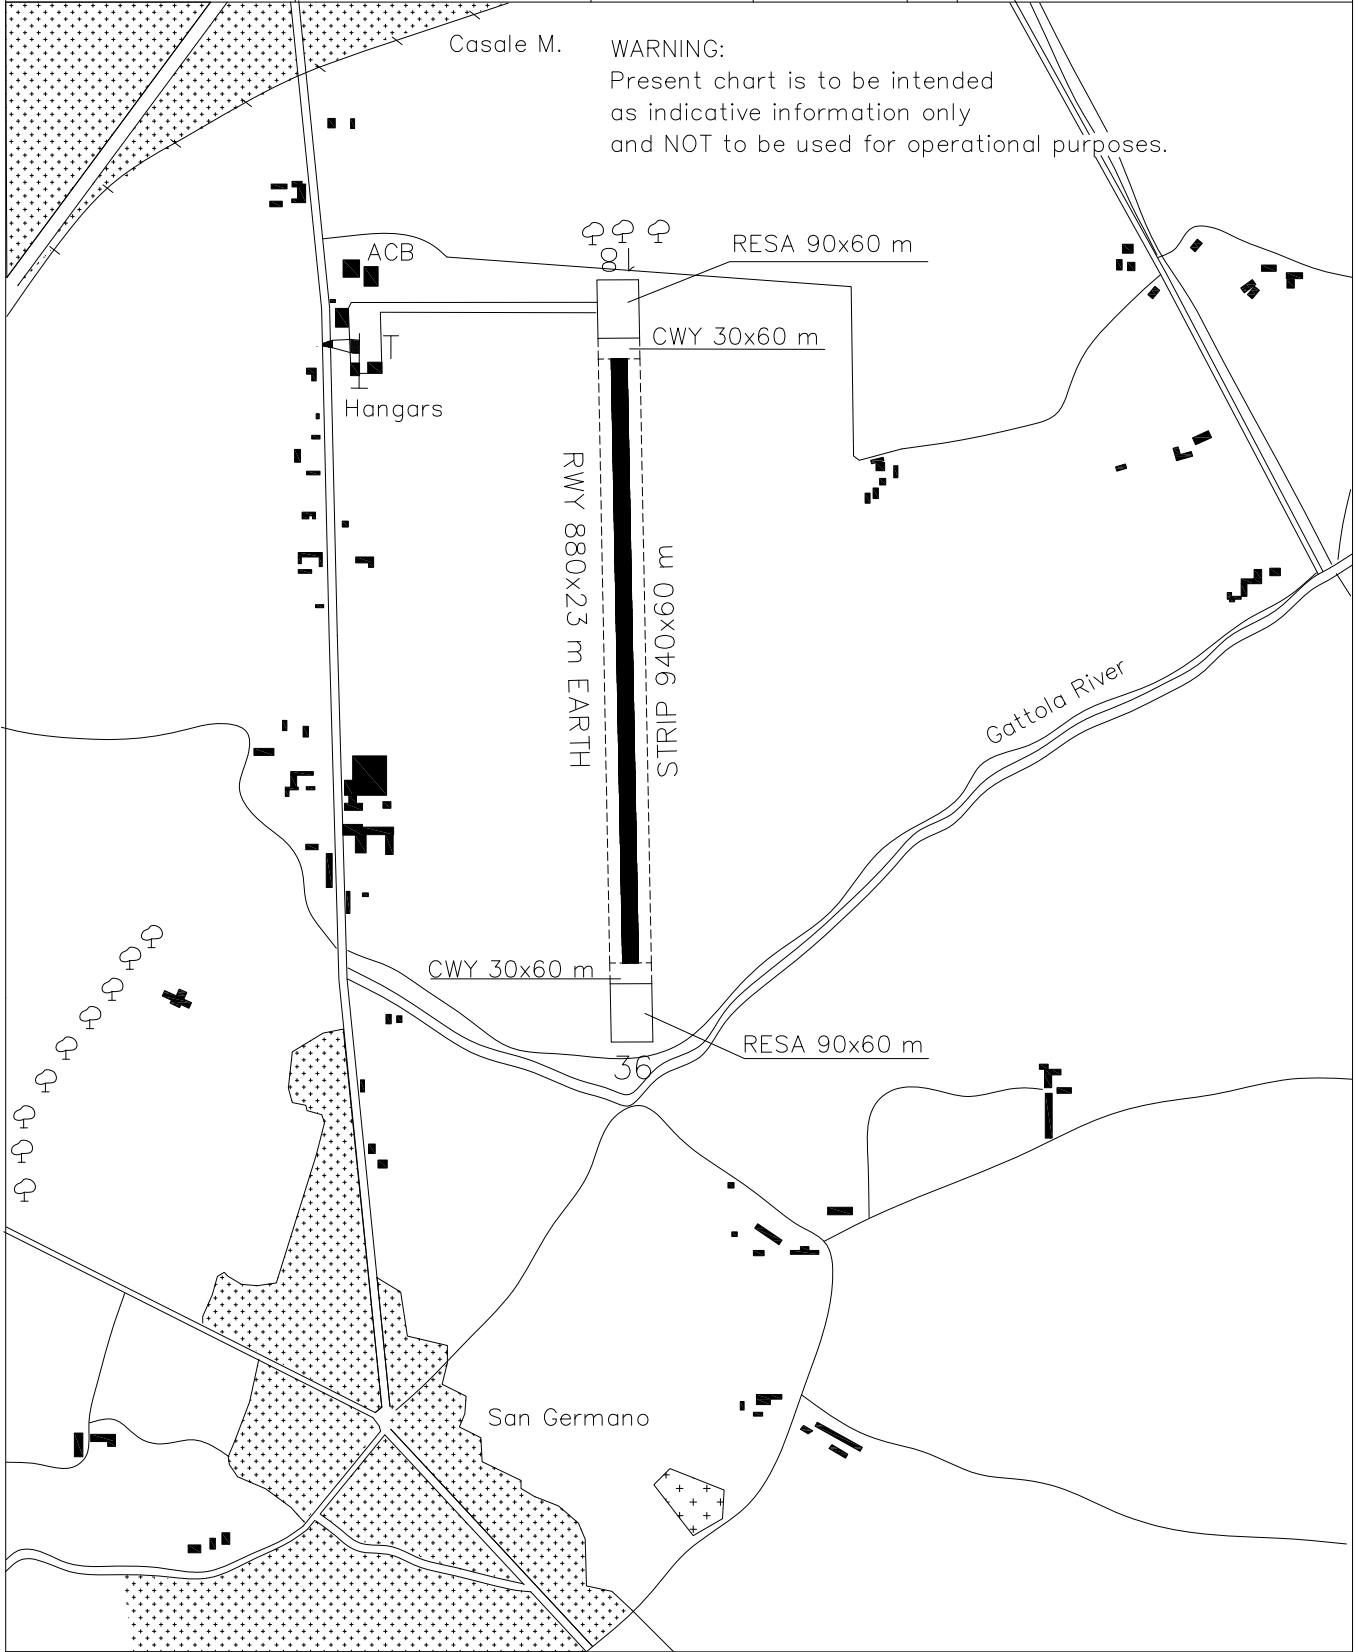 Casale M.
WARNING:
Present chart is to be intended
as indicative information only
and NOT to be used for operational purposes.
ACB
RESA 90x60 m
CWY 30x60 m
T
Hangars
RWY 880x23 m EARTH
STRIP 940x60 m
Gattola River
CWY 30x60 m
RESA 90x60 m
36
San Germano